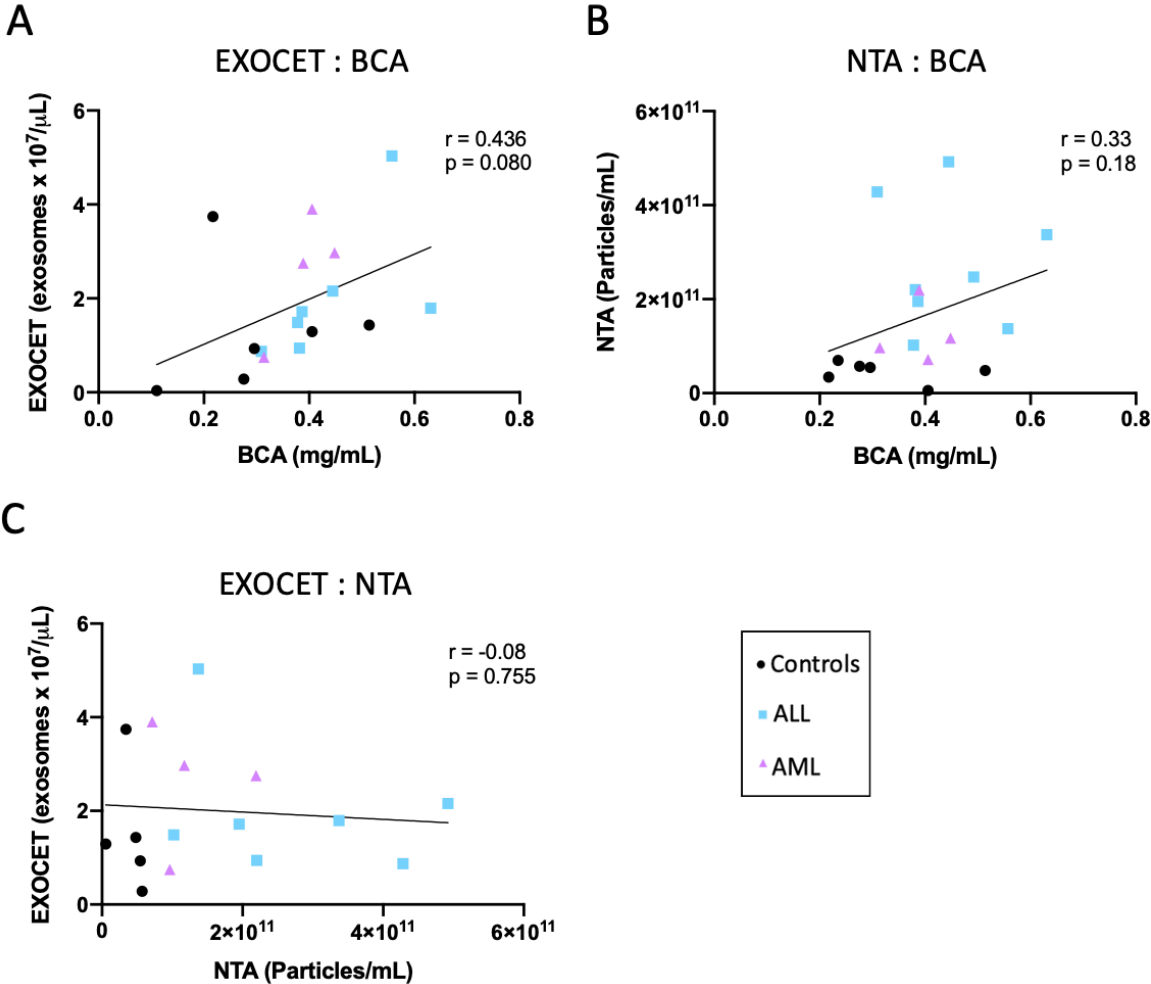 A
EXOCET : BCA
EXOCET (exosomes x 10⁷/μL)
6
4
2
0
r = 0.436
p = 0.080
0.0 0.2 0.4 0.6 0.8
BCA (mg/mL)
B
NTA : BCA
NTA (Particles/mL)
6×10¹¹
4×10¹¹
2×10¹¹
0
r = 0.33
p = 0.18
0.0 0.2 0.4 0.6 0.8
BCA (mg/mL)
C
EXOCET : NTA
EXOCET (exosomes x 10⁷/μL)
6
4
2
0
r = -0.08
p = 0.755
0 2×10¹¹ 4×10¹¹ 6×10¹¹
NTA (Particles/mL)
Controls
ALL
AML